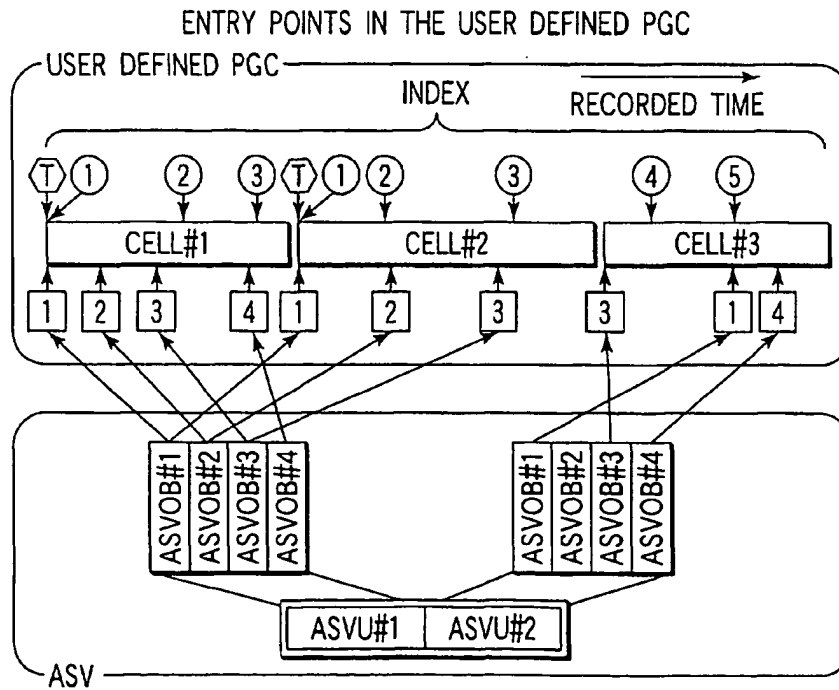 ENTRY POINTS IN THE USER DEFINED PGC
USER DEFINED PGC
INDEX
RECORDED TIME
T 1 2 3 T 1 2 3 4 5
CELL#1 CELL#2 CELL#3
1 2 3 4 1 2 3 3 1 4
ASVOB#1
ASVOB#2
ASVOB#3
ASVOB#4
ASVOB#1
ASVOB#2
ASVOB#3
ASVOB#4
ASVU#1 ASVU#2
ASV